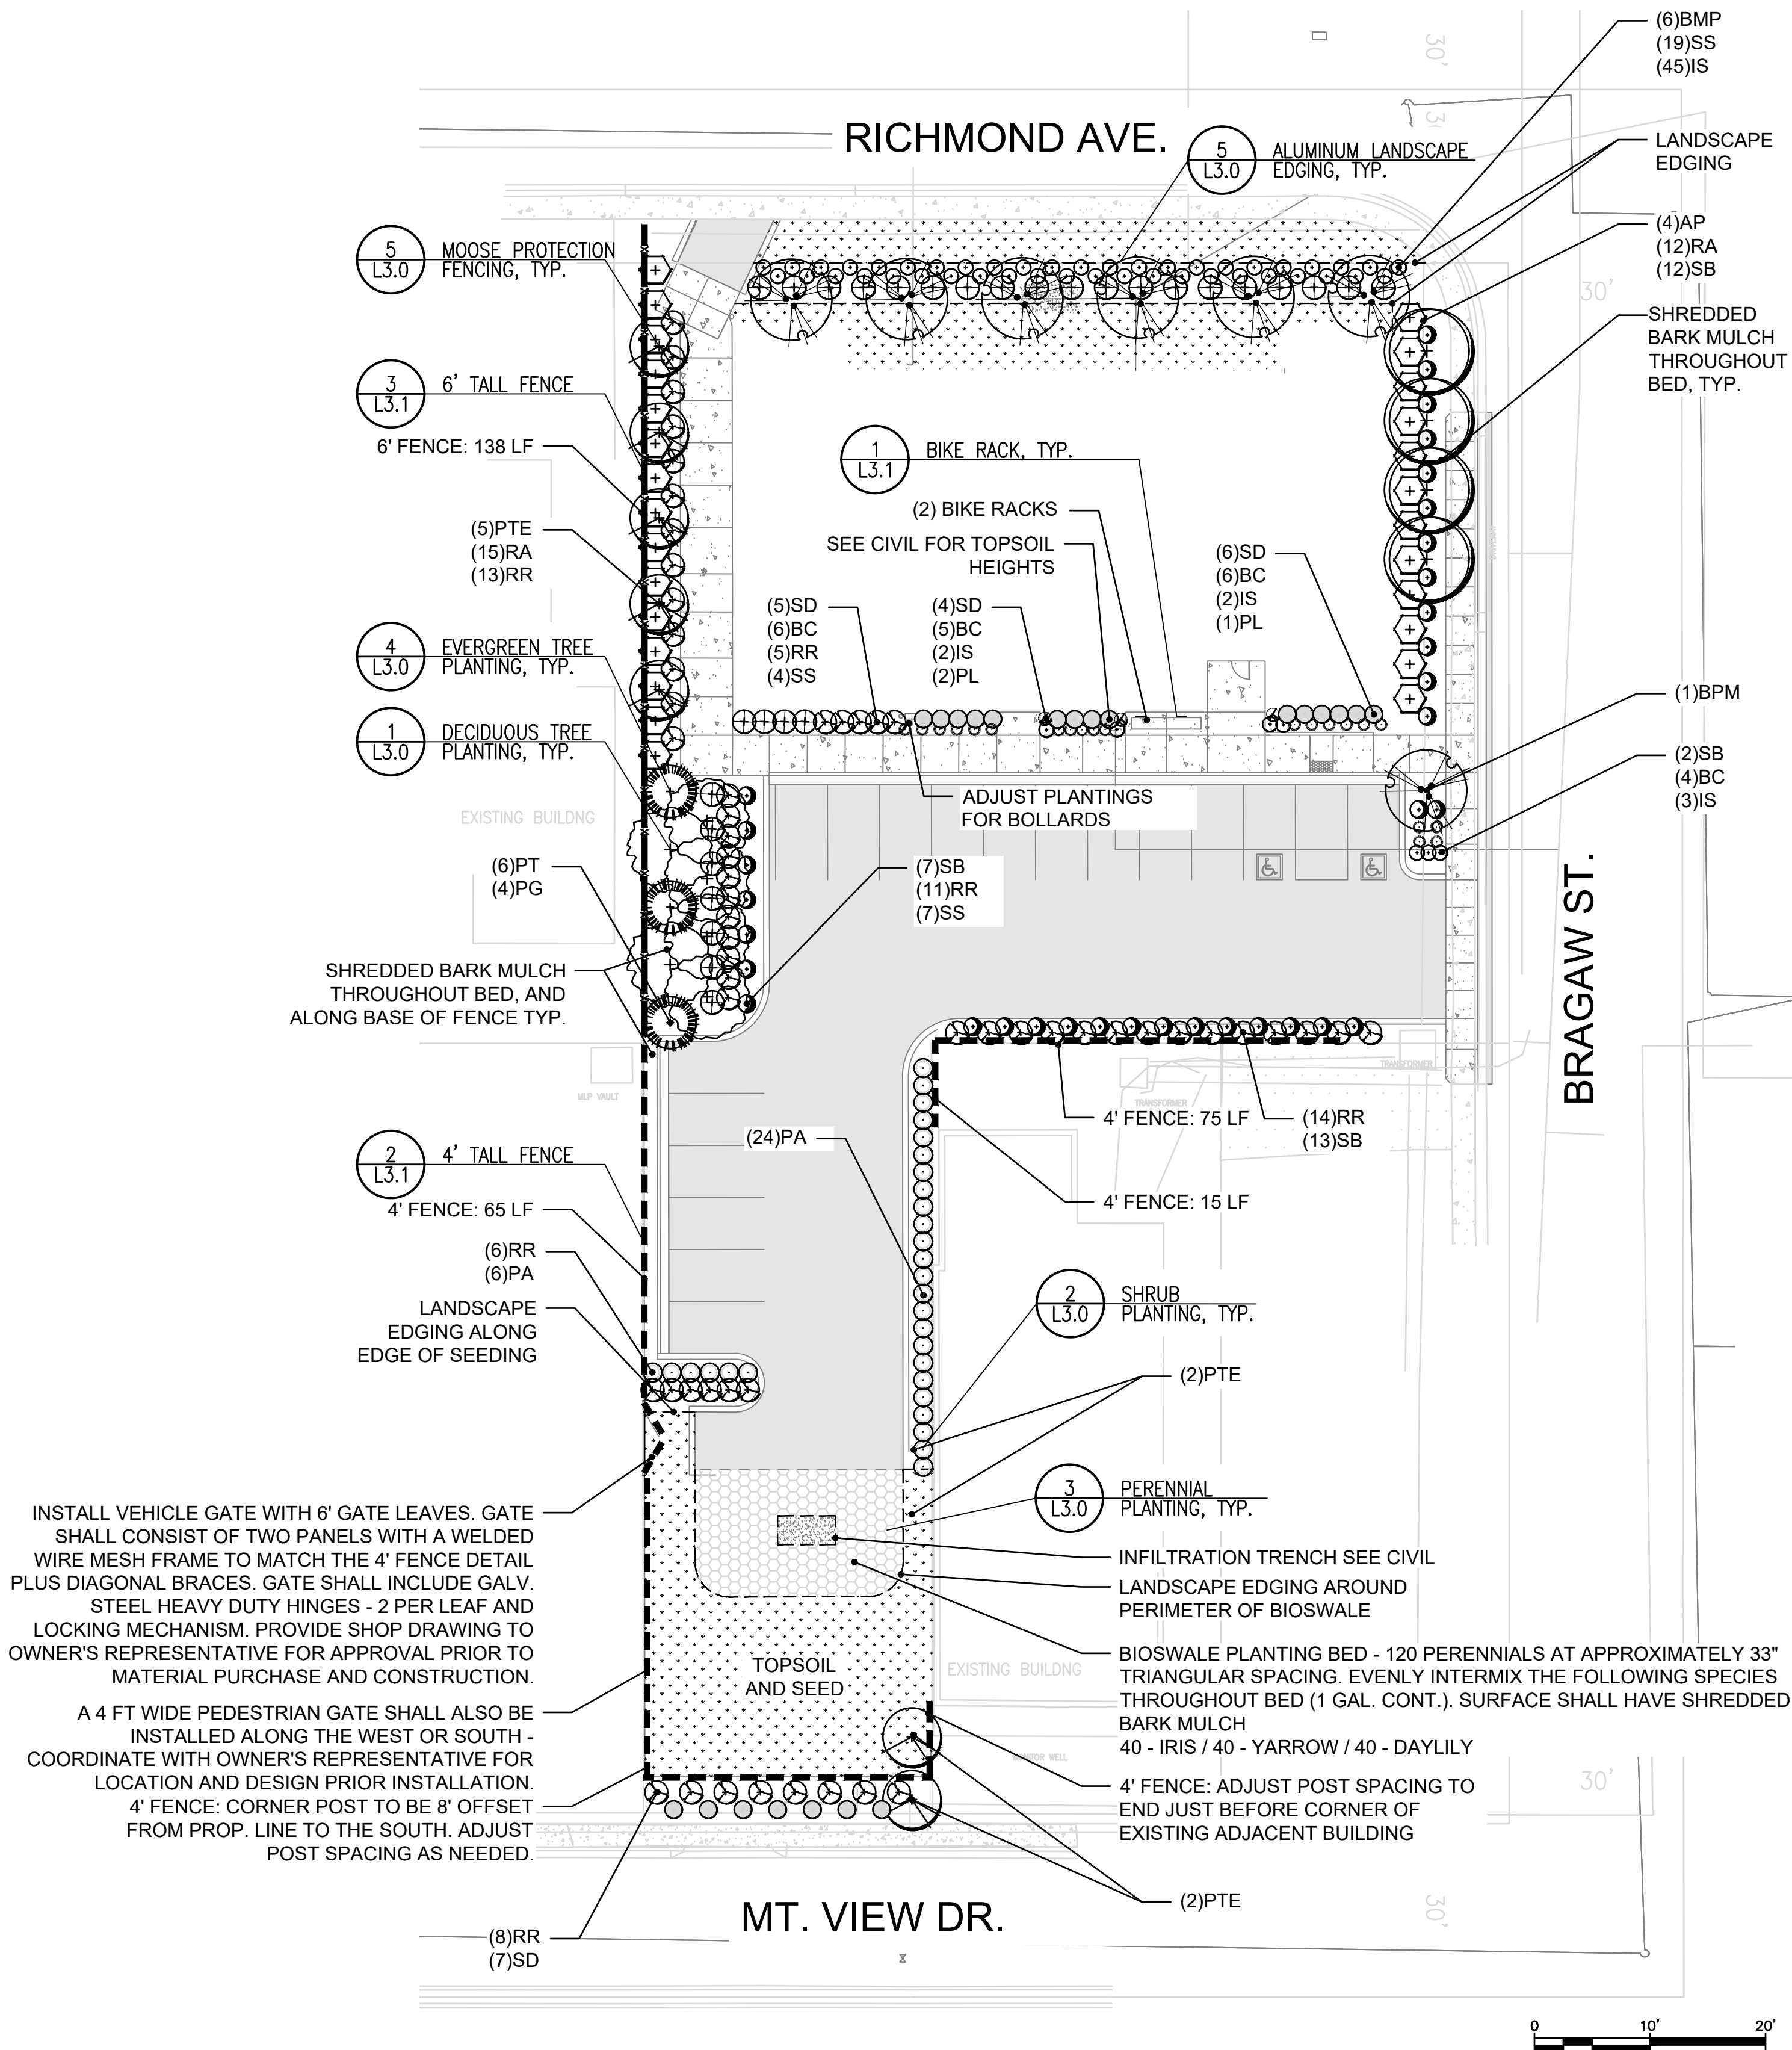 (6)BMP
(19)SS
(45)IS
30'
RICHMOND AVE.
5
L3.0
ALUMINUM LANDSCAPE
EDGING, TYP.
LANDSCAPE
EDGING
(4)AP
(12)RA
(12)SB
5
L3.0
MOOSE PROTECTION
FENCING, TYP.
30'
SHREDDED
BARK MULCH
THROUGHOUT
BED, TYP.
3
L3.1
6' TALL FENCE
6' FENCE: 138 LF
1
L3.1
BIKE RACK, TYP.
(2) BIKE RACKS
SEE CIVIL FOR TOPSOIL
HEIGHTS
(5)PTE
(15)RA
(13)RR
(6)SD
(6)BC
(2)IS
(1)PL
(5)SD
(6)BC
(5)RR
(4)SS
(4)SD
(5)BC
(2)IS
(2)PL
4
L3.0
EVERGREEN TREE
PLANTING, TYP.
(1)BPM
1
L3.0
DECIDUOUS TREE
PLANTING, TYP.
(2)SB
(4)BC
(3)IS
ADJUST PLANTINGS
FOR BOLLARDS
EXISTING BUILDNG
(6)PT
(4)PG
(7)SB
(11)RR
(7)SS
BRAGAW ST.
SHREDDED BARK MULCH
THROUGHOUT BED, AND
ALONG BASE OF FENCE TYP.
TRANSFORMER
MLP VAULT
TRANSFORMER
4' FENCE: 75 LF
(14)RR
(13)SB
(24)PA
2
L3.1
4' TALL FENCE
4' FENCE: 15 LF
4' FENCE: 65 LF
(6)RR
(6)PA
LANDSCAPE
EDGING ALONG
EDGE OF SEEDING
2
L3.0
SHRUB
PLANTING, TYP.
(2)PTE
3
L3.0
PERENNIAL
PLANTING, TYP.
INSTALL VEHICLE GATE WITH 6' GATE LEAVES. GATE
SHALL CONSIST OF TWO PANELS WITH A WELDED
WIRE MESH FRAME TO MATCH THE 4' FENCE DETAIL
PLUS DIAGONAL BRACES. GATE SHALL INCLUDE GALV.
STEEL HEAVY DUTY HINGES - 2 PER LEAF AND
LOCKING MECHANISM. PROVIDE SHOP DRAWING TO
OWNER'S REPRESENTATIVE FOR APPROVAL PRIOR TO
MATERIAL PURCHASE AND CONSTRUCTION.
INFILTRATION TRENCH SEE CIVIL
LANDSCAPE EDGING AROUND
PERIMETER OF BIOSWALE
BIOSWALE PLANTING BED - 120 PERENNIALS AT APPROXIMATELY 33"
TRIANGULAR SPACING. EVENLY INTERMIX THE FOLLOWING SPECIES
THROUGHOUT BED (1 GAL. CONT.). SURFACE SHALL HAVE SHREDDED
BARK MULCH
40 - IRIS / 40 - YARROW / 40 - DAYLILY
TOPSOIL
AND SEED
EXISTING BUILDNG
A 4 FT WIDE PEDESTRIAN GATE SHALL ALSO BE
INSTALLED ALONG THE WEST OR SOUTH -
COORDINATE WITH OWNER'S REPRESENTATIVE FOR
LOCATION AND DESIGN PRIOR INSTALLATION.
4' FENCE: CORNER POST TO BE 8' OFFSET
FROM PROP. LINE TO THE SOUTH. ADJUST
POST SPACING AS NEEDED.
WELL
30'
4' FENCE: ADJUST POST SPACING TO
END JUST BEFORE CORNER OF
EXISTING ADJACENT BUILDING
(2)PTE
30'
MT. VIEW DR.
(8)RR
(7)SD
0
10'
20'